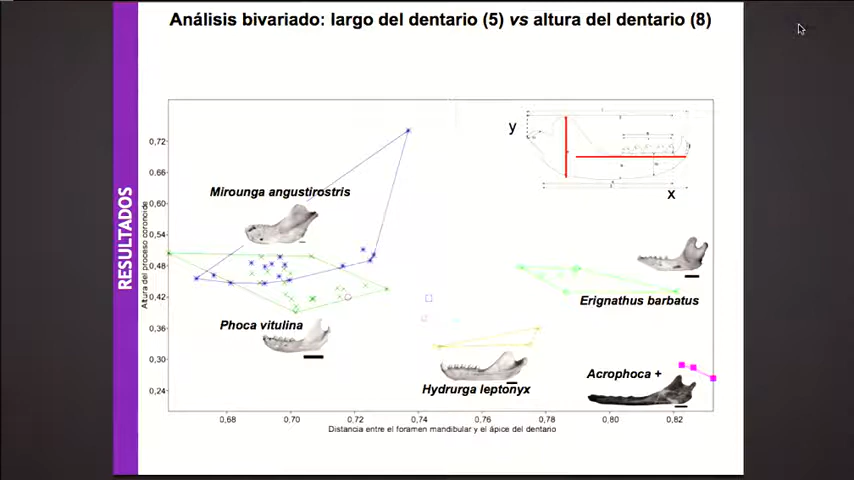 Análisis bivariado: largo del dentario (5) vs altura del dentario (8)
RESULTADOS
y
x
Mirounga angustirostris
Phoca vitulina
Hydrurga leptonyx
Erignathus barbatus
Acrophoca +
Altura del proceso coronoide
0,72
0,66
0,60
0,54
0,48
0,42
0,36
0,30
0,24
0,68
0,70
0,72
0,74
0,76
0,78
0,80
0,82
Distancia entre el foramen mandibular y el ápice del dentario